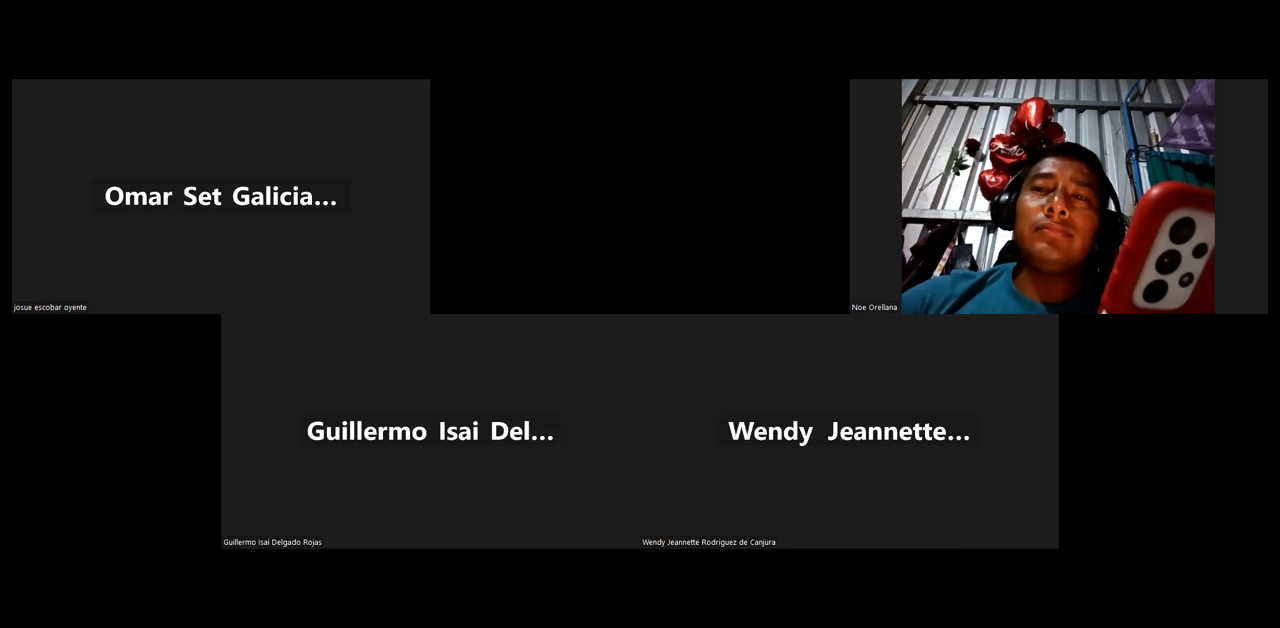 Omar Set Galicia...
josue escobar oyente
Noe Orellana
Guillermo Isai Del...
Wendy Jeannette...
Guillermo Isai Delgado Rojas
Wendy Jeannette Rodriguez de Canjura